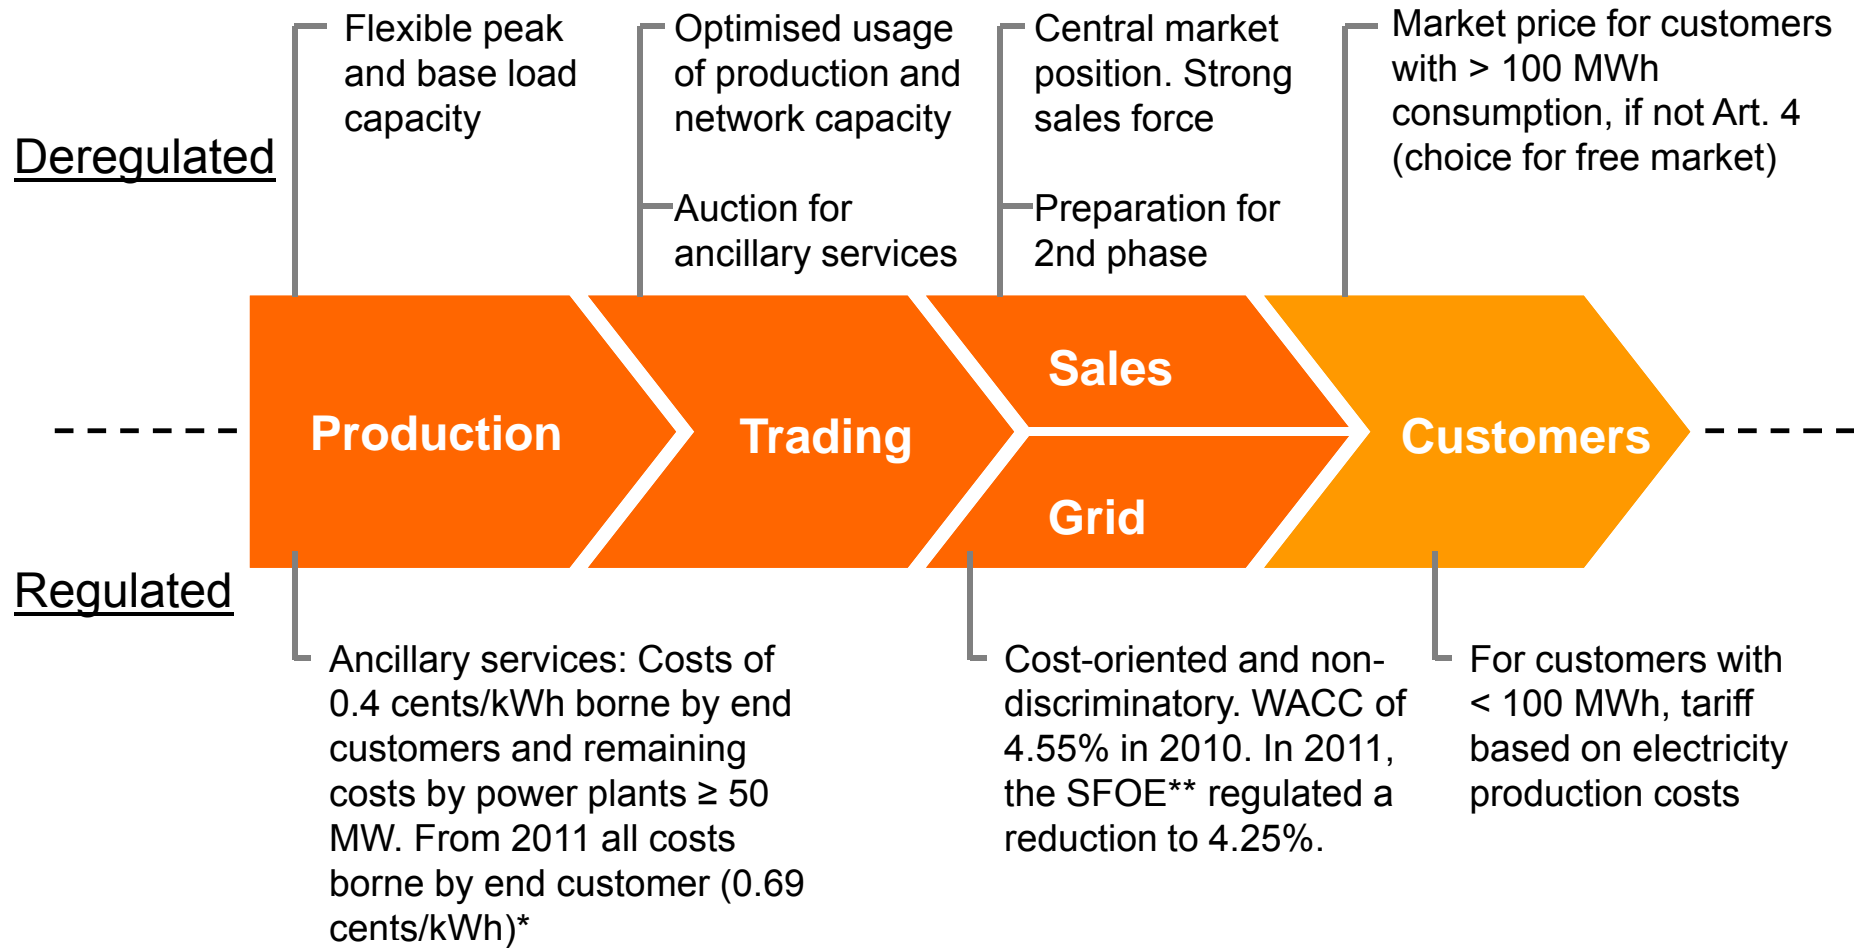 Flexible peak
and base load
capacity
Optimised usage
of production and
network capacity
Auction for
ancillary services
Central market
position. Strong
sales force
Preparation for
2nd phase
Market price for customers
with > 100 MWh
consumption, if not Art. 4
(choice for free market)
Deregulated
Production
Trading
Sales
Grid
Customers
Regulated
Ancillary services: Costs of
0.4 cents/kWh borne by end
customers and remaining
costs by power plants ≥ 50
MW. From 2011 all costs
borne by end customer (0.69
cents/kWh)*
Cost-oriented and non-
discriminatory. WACC of
4.55% in 2010. In 2011,
the SFOE** regulated a
reduction to 4.25%.
For customers with
< 100 MWh, tariff
based on electricity
production costs